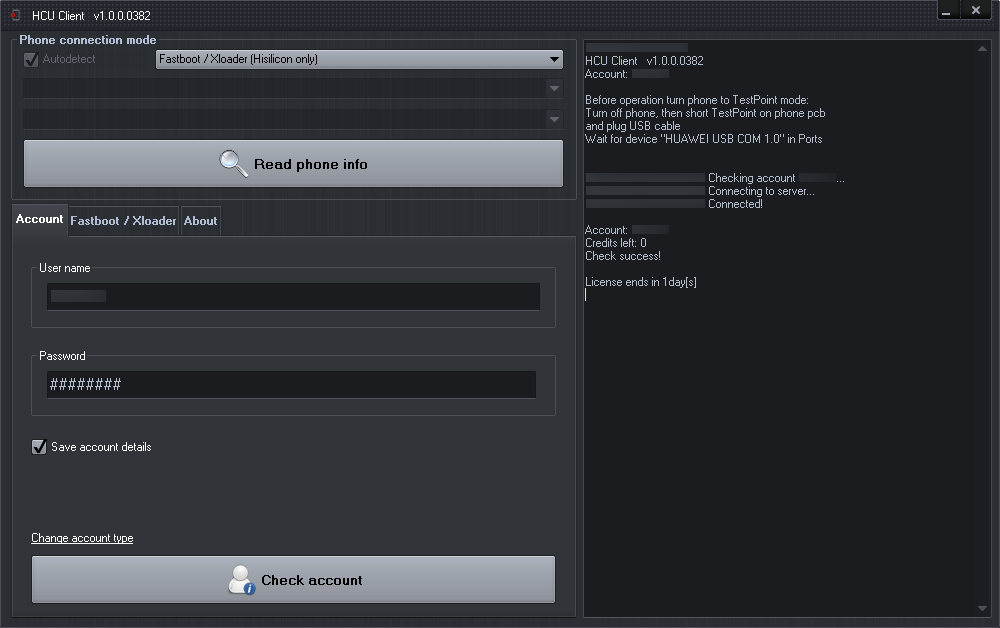 HCU Client v1.0.0.0382
Phone connection mode
Autodetect
Fastboot / Xloader (Hisilicon only)
Read phone info
Account
Fastboot / Xloader
About
User name
Password
########
Save account details
Change account type
Check account
HCU Client v1.0.0.0382
Account:
Before operation turn phone to TestPoint mode:
Turn off phone, then short TestPoint on phone pcb
and plug USB cable
Wait for device "HUAWEI USB COM 1.0" in Ports
Checking account ...
Connecting to server...
Connected!
Account:
Credits left: 0
Check success!
License ends in 1day[s]